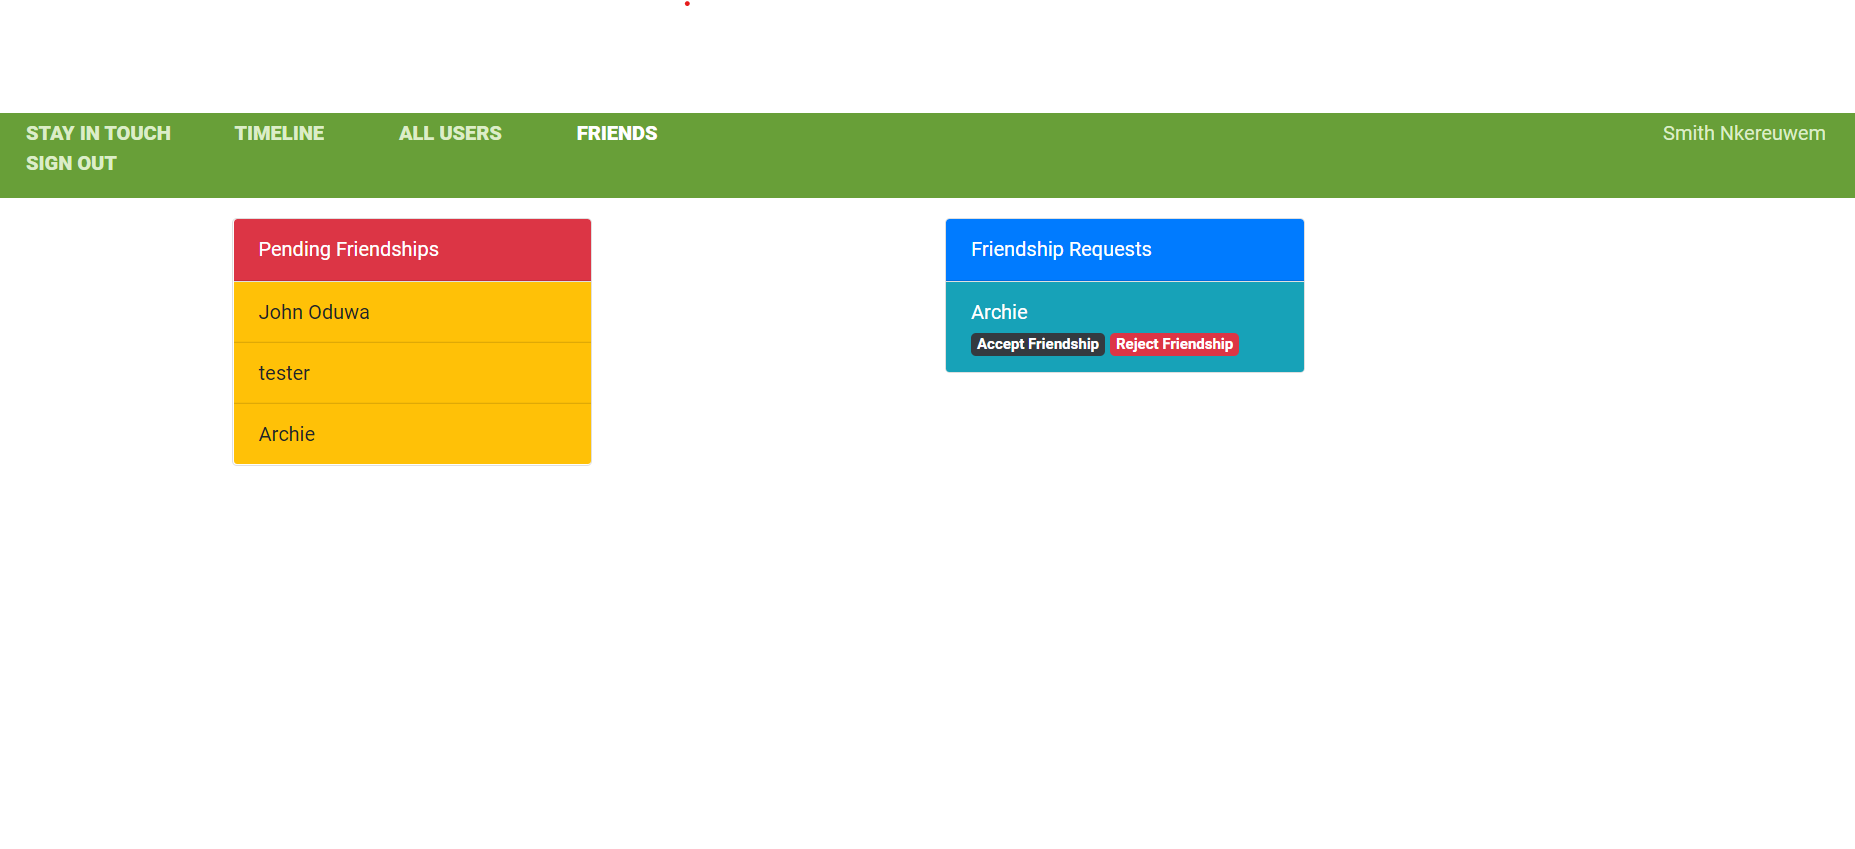 STAY IN TOUCH TIMELINE ALL USERS FRIENDS Smith Nkereuwem
SIGN OUT
Pending Friendships
John Oduwa
tester
Archie
Friendship Requests
Archie
Accept Friendship Reject Friendship